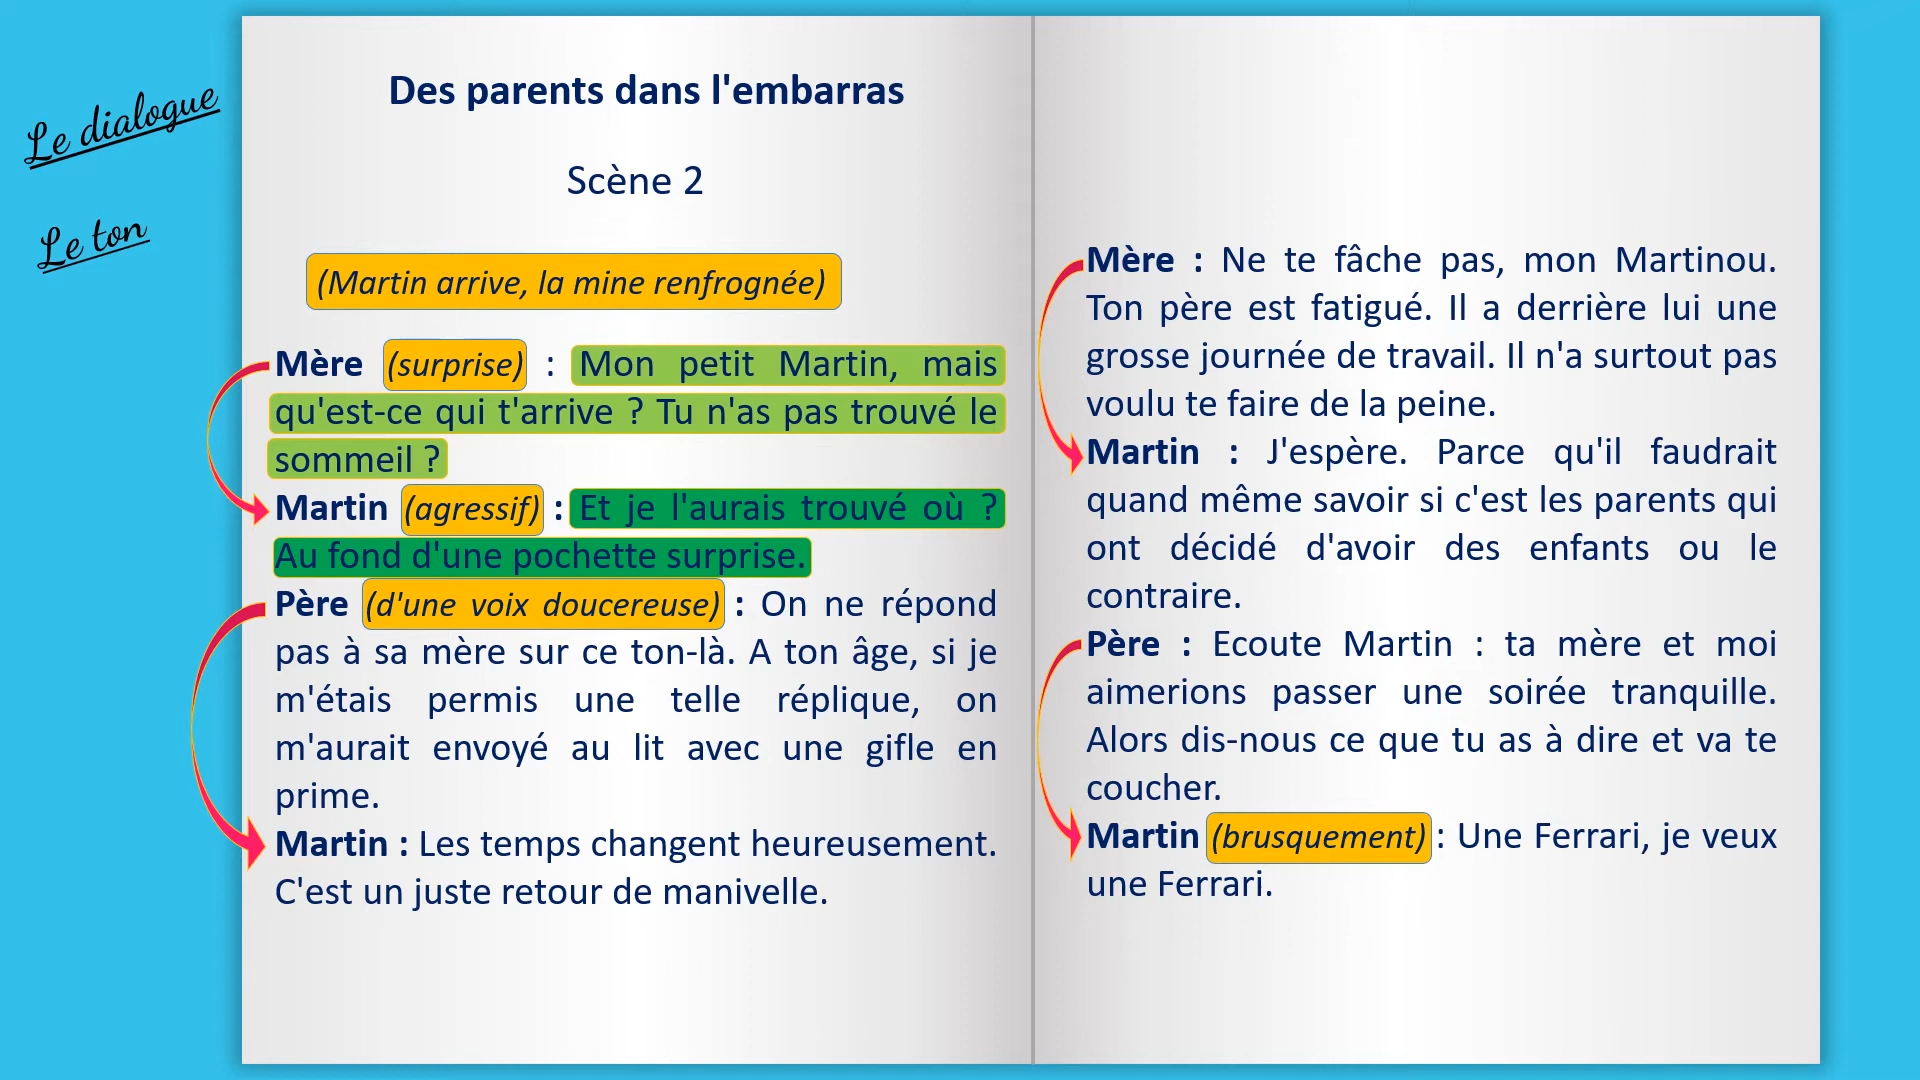 Le dialogue
Le ton
Des parents dans l'embarras
Scène 2
(Martin arrive, la mine renfrognée)
Mère (surprise) : Mon petit Martin, mais
qu'est-ce qui t'arrive ? Tu n'as pas trouvé le
sommeil ?
Martin (agressif) : Et je l'aurais trouvé où ?
Au fond d'une pochette surprise.
Père (d'une voix doucereuse) : On ne répond
pas à sa mère sur ce ton-là. A ton âge, si je
m'étais permis une telle réplique, on
m'aurait envoyé au lit avec une gifle en
prime.
Martin : Les temps changent heureusement.
C'est un juste retour de manivelle.
Mère : Ne te fâche pas, mon Martinou.
Ton père est fatigué. Il a derrière lui une
grosse journée de travail. Il n'a surtout pas
voulu te faire de la peine.
Martin : J'espère. Parce qu'il faudrait
quand même savoir si c'est les parents qui
ont décidé d'avoir des enfants ou le
contraire.
Père : Ecoute Martin : ta mère et moi
aimerions passer une soirée tranquille.
Alors dis-nous ce que tu as à dire et va te
coucher.
Martin (brusquement) : Une Ferrari, je veux
une Ferrari.